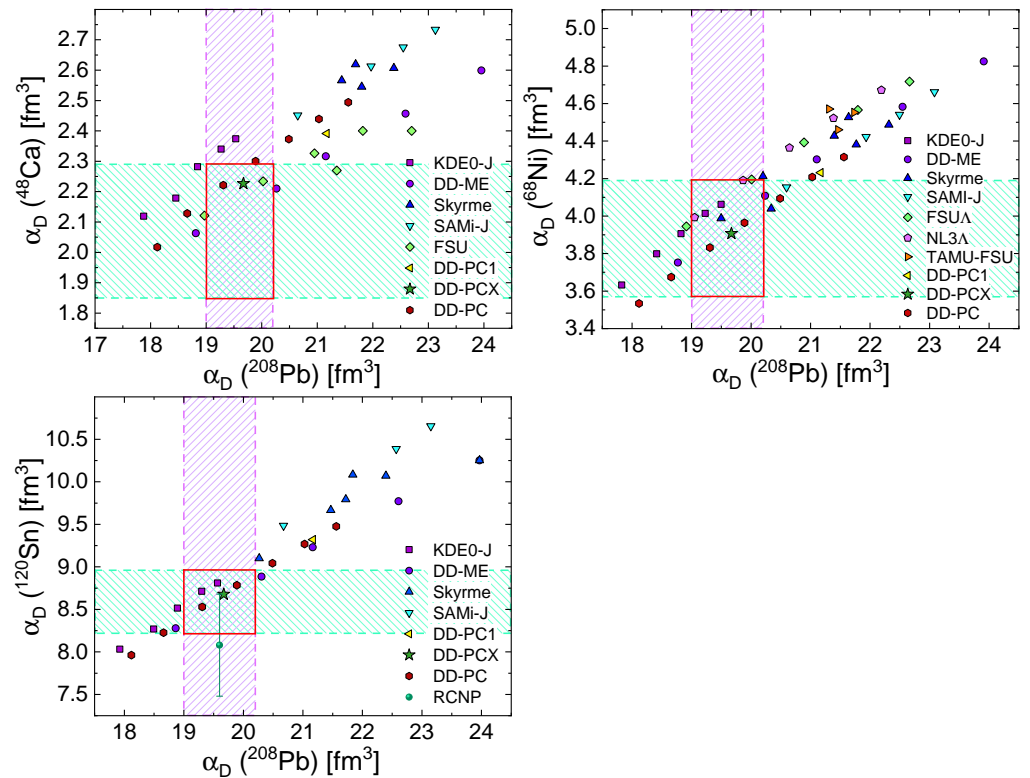 α_D (⁴⁸Ca) [fm³]
2.7
2.6
2.5
2.4
2.3
2.2
2.1
2.0
1.9
1.8
KDE0-J
DD-ME
Skyrme
SAMi-J
FSU
DD-PC1
DD-PCX
DD-PC
17 18 19 20 21 22 23 24
α_D (²⁰⁸Pb) [fm³]
α_D (⁶⁸Ni) [fm³]
5.0
4.8
4.6
4.4
4.2
4.0
3.8
3.6
3.4
KDE0-J
DD-ME
Skyrme
SAMi-J
FSUΛ
NL3Λ
TAMU-FSU
DD-PC1
DD-PCX
DD-PC
18 19 20 21 22 23 24
α_D (²⁰⁸Pb) [fm³]
α_D (¹²⁰Sn) [fm³]
10.5
10.0
9.5
9.0
8.5
8.0
7.5
KDE0-J
DD-ME
Skyrme
SAMi-J
DD-PC1
DD-PCX
DD-PC
RCNP
18 19 20 21 22 23 24
α_D (²⁰⁸Pb) [fm³]